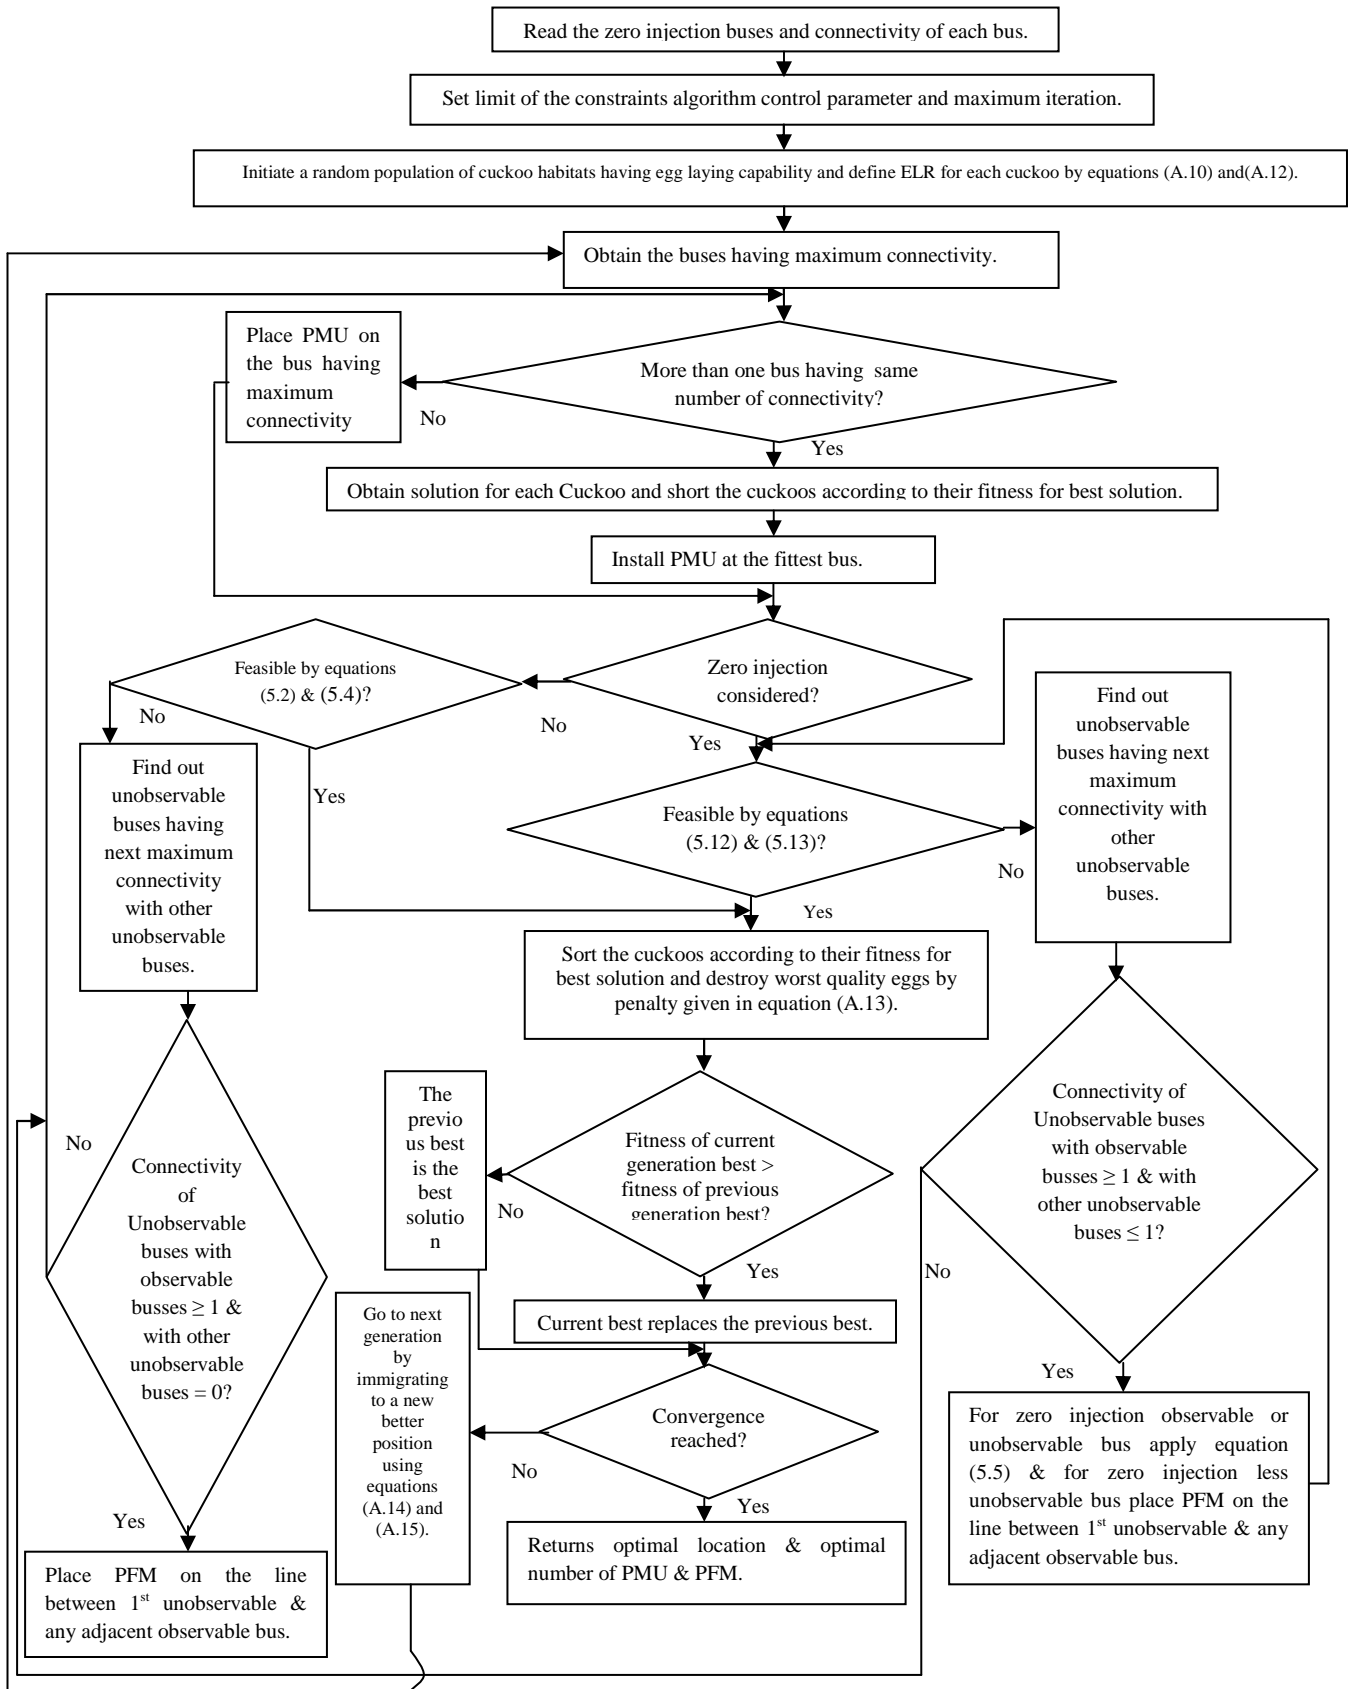 Read the zero injection buses and connectivity of each bus.
Set limit of the constraints algorithm control parameter and maximum iteration.
Initiate a random population of cuckoo habitats having egg laying capability and define ELR for each cuckoo by equations (A.10) and(A.12).
Obtain the buses having maximum connectivity.
Place PMU on
the bus having
maximum
connectivity
More than one bus having same
number of connectivity?
No
Yes
Obtain solution for each Cuckoo and short the cuckoos according to their fitness for best solution.
Install PMU at the fittest bus.
Feasible by equations
(5.2) & (5.4)?
Zero injection
considered?
No
No
Yes
Yes
Find out
unobservable
buses having next
maximum
connectivity with
other
unobservable
buses.
Find out
unobservable
buses having
next maximum
connectivity
with other
unobservable
buses.
Feasible by equations
(5.12) & (5.13)?
No
Yes
Sort the cuckoos according to their fitness for
best solution and destroy worst quality eggs by
penalty given in equation (A.13).
The
previo
us best
is the
best
solutio
n
Fitness of current
generation best >
fitness of previous
generation best?
No
Yes
Connectivity of
Unobservable buses
with observable
busses ≥ 1 & with
other unobservable
buses ≤ 1?
No
Yes
No
Connectivity
of
Unobservable
buses with
observable
busses ≥ 1 &
with other
unobservable
buses = 0?
Yes
Current best replaces the previous best.
Go to next
generation
by
immigrating
to a new
better
position
using
equations
(A.14) and
(A.15).
Convergence
reached?
No
Yes
For zero injection observable or
unobservable bus apply equation
(5.5) & for zero injection less
unobservable bus place PFM on the
line between 1st unobservable & any
adjacent observable bus.
Returns optimal location & optimal
number of PMU & PFM.
Place PFM on the line
between 1st unobservable &
any adjacent observable bus.